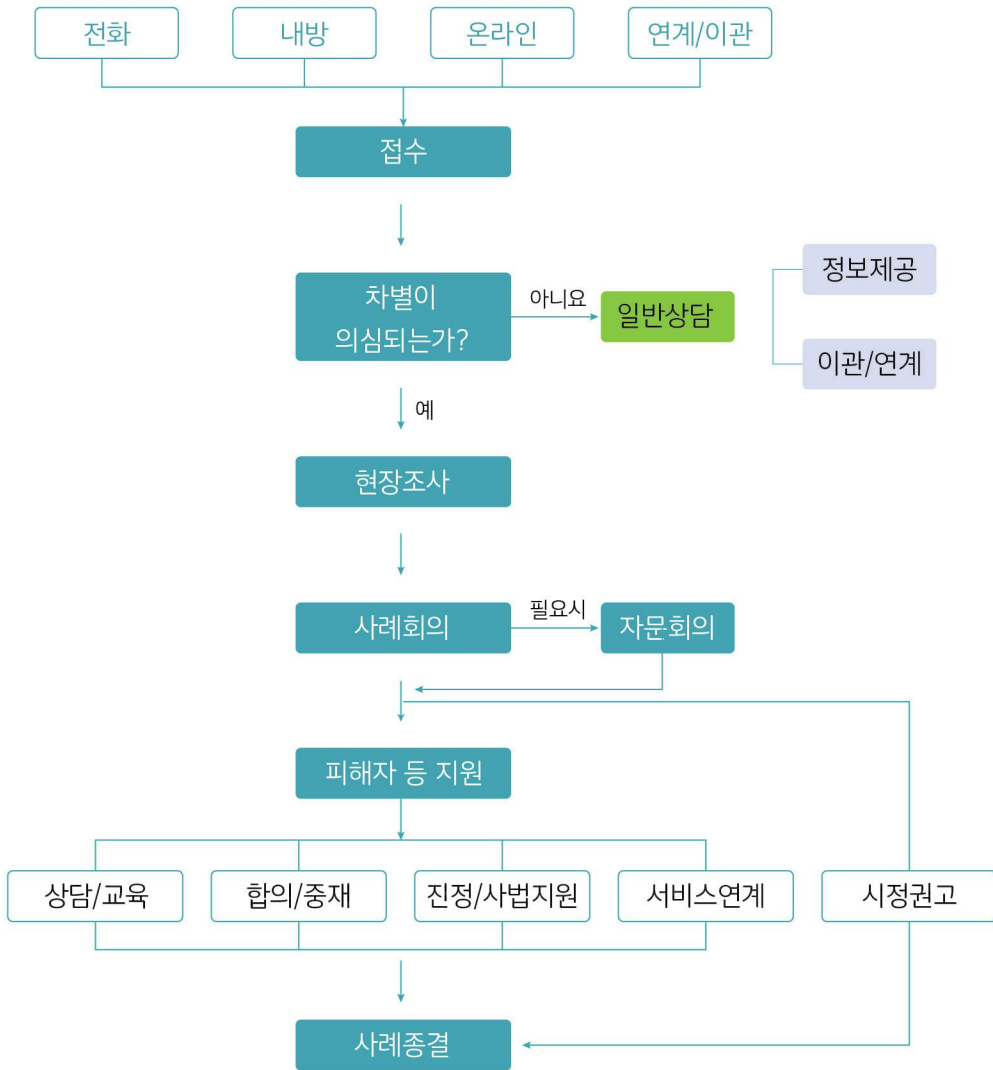 전화
내방
온라인
연계/이관
접수
차별이
의심되는가?
아니요
일반상담
정보제공
이관/연계
예
현장조사
사례회의
필요시
자문회의
피해자 등 지원
상담/교육
합의/중재
진정/사법지원
서비스연계
시정권고
사례종결